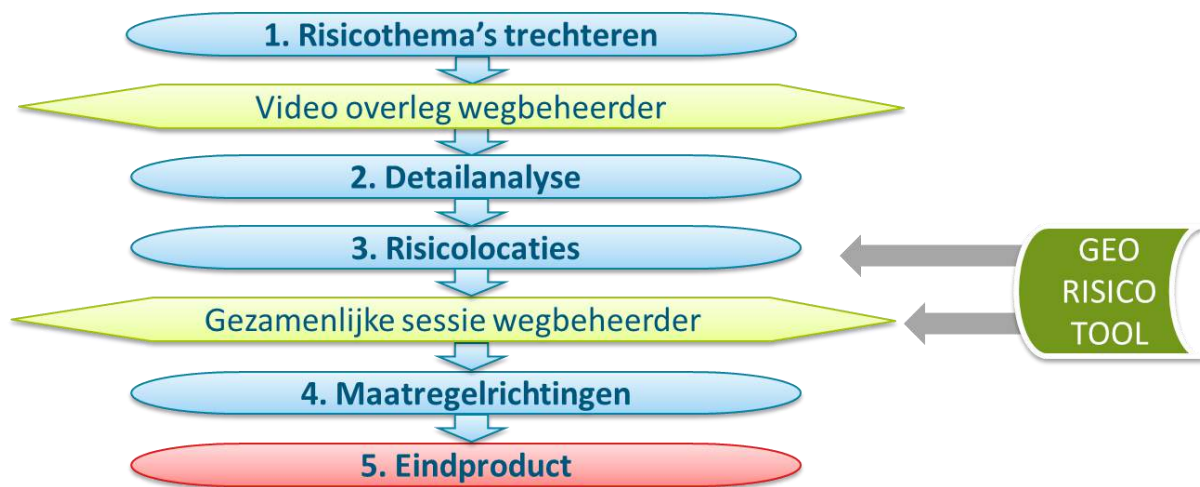 1. Risicothema's trechteren
Video overleg wegbeheerder
2. Detailanalyse
3. Risicolocaties
Gezamenlijke sessie wegbeheerder
4. Maatregelrichtingen
5. Eindproduct
GEO
RISICO
TOOL